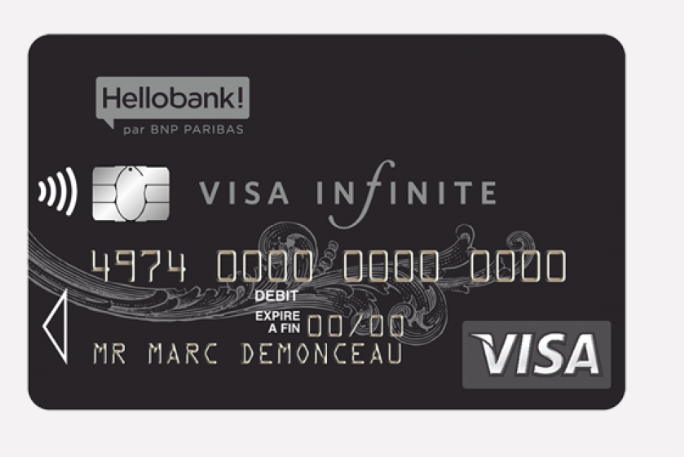 Hellobank!
par BNP PARIBAS
VISA INfINITE
4974 0000 0000 0000
DEBIT
EXPIRE
A FIN 00/00
MR MARC DEMONCEAU
VISA